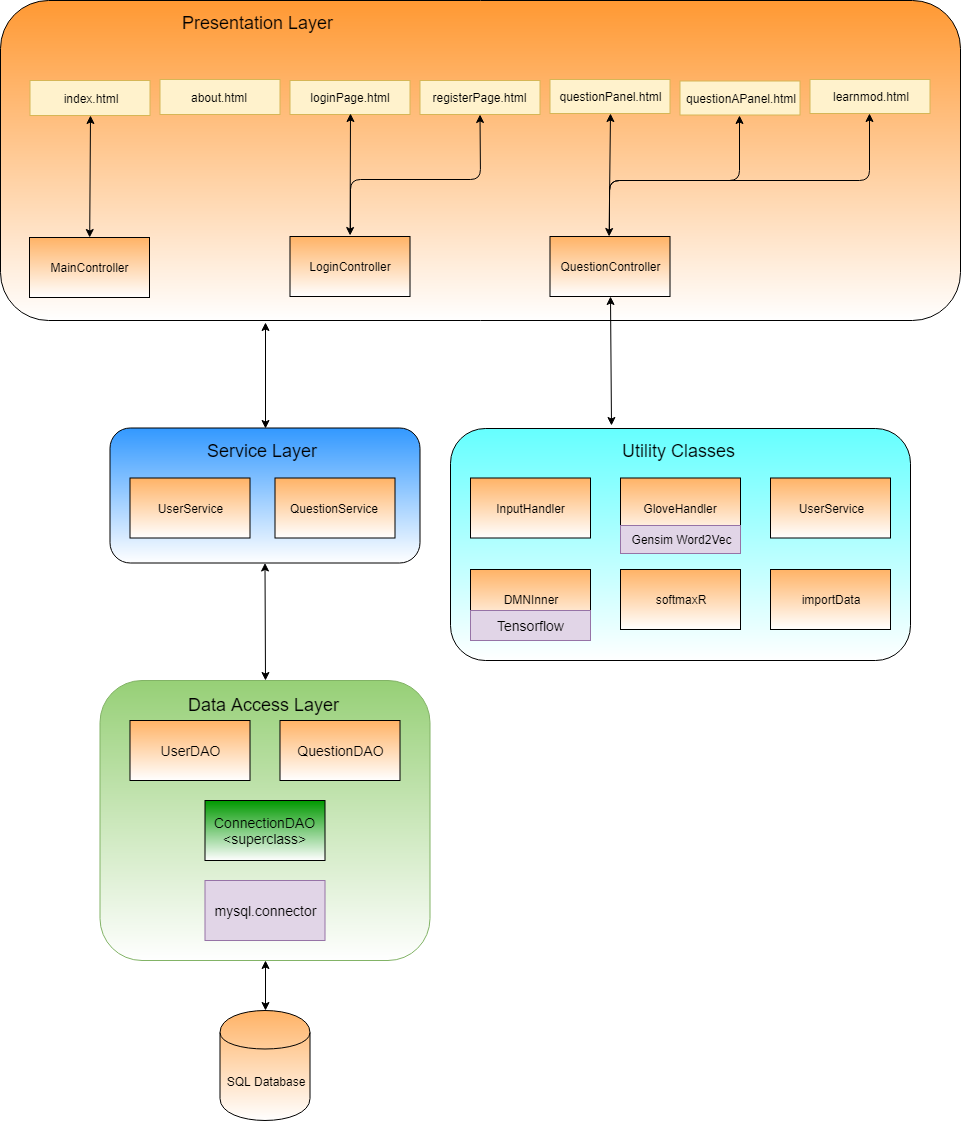 Presentation Layer
index.html
about.html
loginPage.html
registerPage.html
questionPanel.html
questionAPanel.html
learnmod.html
MainController
LoginController
QuestionController
Service Layer
UserService
QuestionService
Utility Classes
InputHandler
GloveHandler
Gensim Word2Vec
UserService
DMNInner
Tensorflow
softmaxR
importData
Data Access Layer
UserDAO
QuestionDAO
ConnectionDAO
<superclass>
mysql.connector
SQL Database